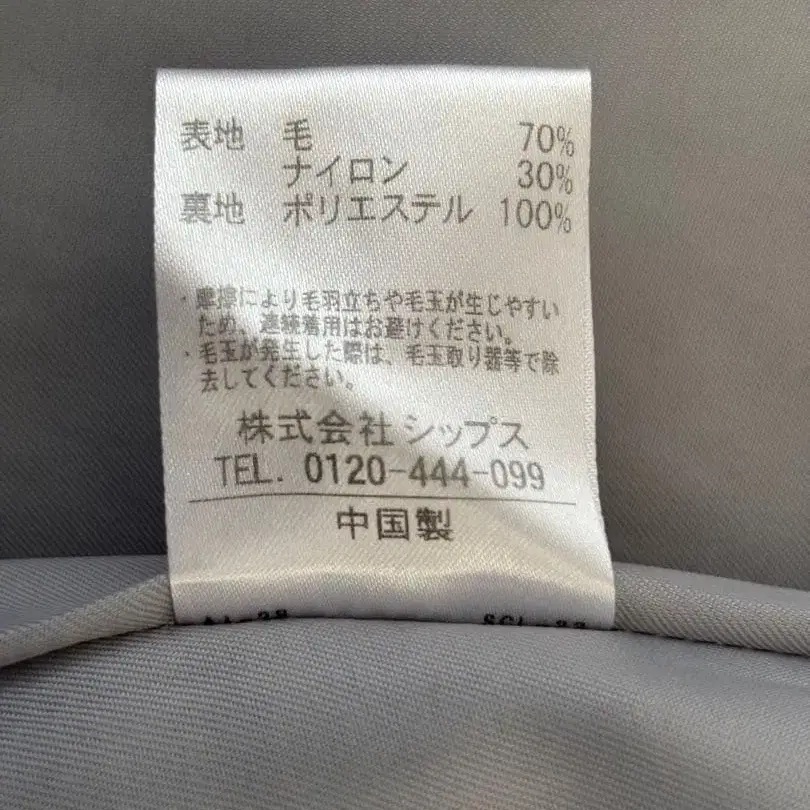 表地 毛 70%
ナイロン 30%
裏地 ポリエステル 100%
・摩擦により毛羽立ちや毛玉が生じやすい
ため、連続着用はお避けください。
・毛玉が発生した際は、毛玉取り器等で除
去してください。
株式会社 シップス
TEL. 0120-444-099
中国製